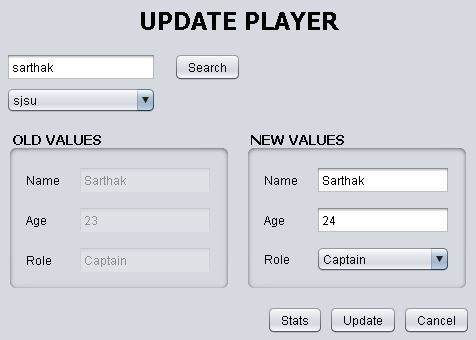 UPDATE PLAYER
sarthak Search
sjsu
OLD VALUES NEW VALUES
Name Sarthak Name Sarthak
Age 23 Age 24
Role Captain Role Captain
Stats Update Cancel